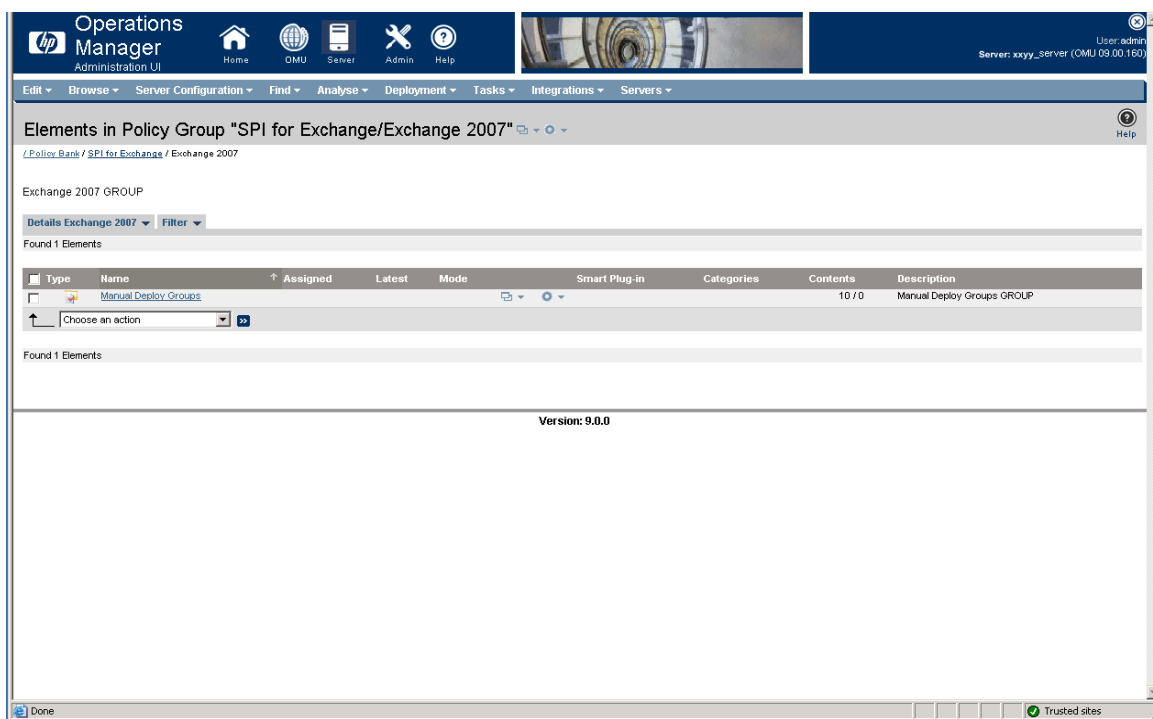 hp
Operations
Manager
Administration UI
Home
OMU
Server
Admin
Help
User: admin
Server: xxyy_server (OMU 09.00.160)
Edit Browse Server Configuration Find Analyse Deployment Tasks Integrations Servers
Elements in Policy Group "SPI for Exchange/Exchange 2007"
Help
/ Policy Bank / SPI for Exchange / Exchange 2007
Exchange 2007 GROUP
Details Exchange 2007 Filter
Found 1 Elements
Type Name Assigned Latest Mode Smart Plug-in Categories Contents Description
Manual Deploy Groups 10 / 0 Manual Deploy Groups GROUP
Choose an action
Found 1 Elements
Version: 9.0.0
Done Trusted sites